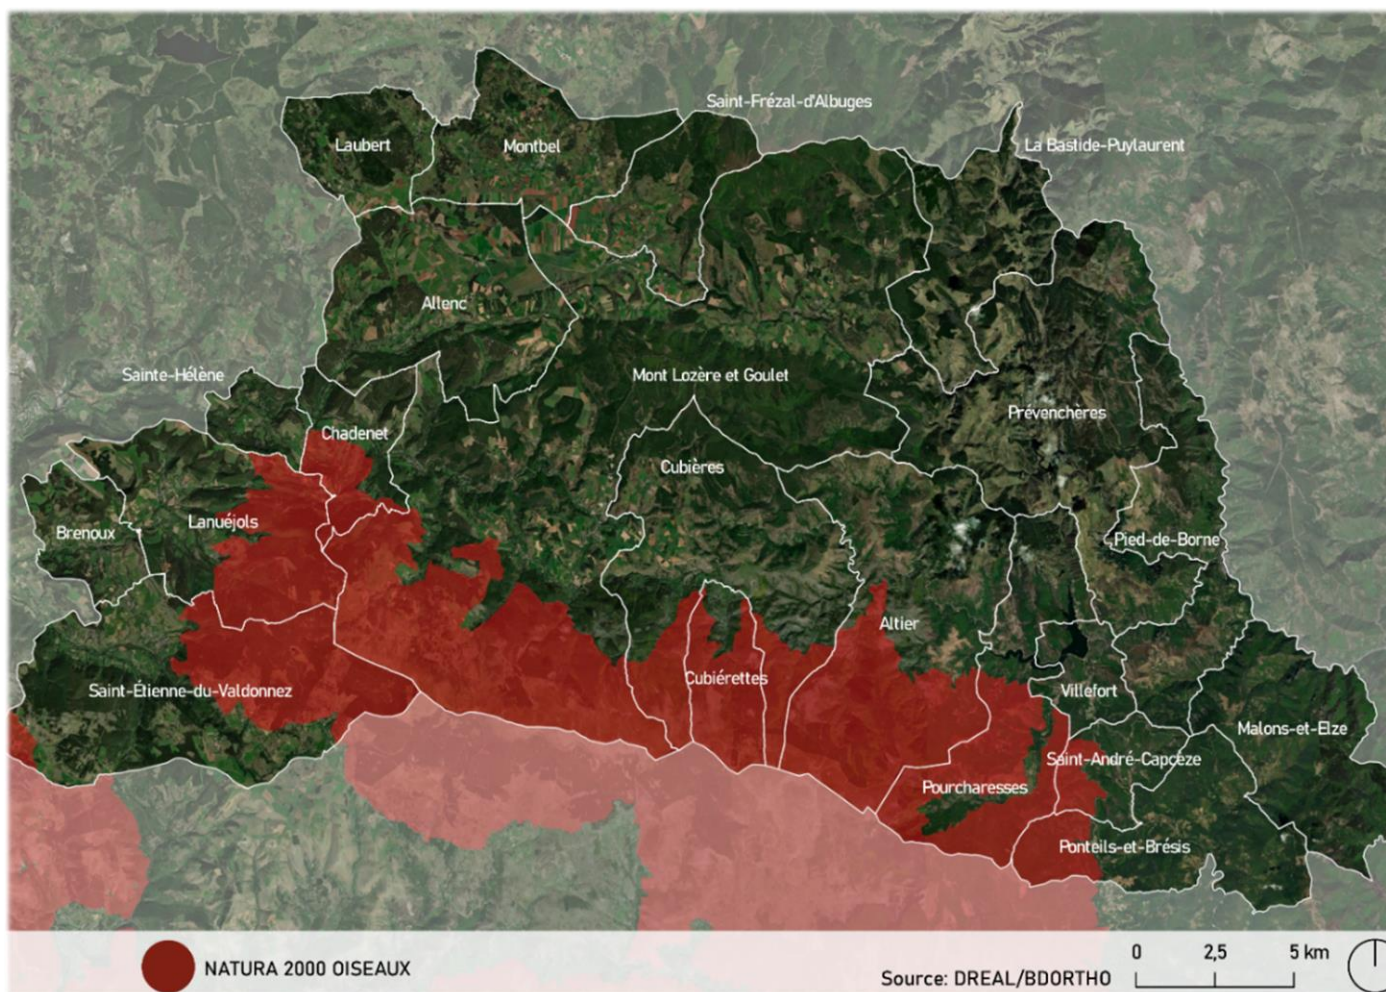 Saint-Frézal-d'Albuges
Laubert
Montbel
La Bastide-Puylaurent
Allenc
Sainte-Hélène
Mont Lozère et Goulet
Prévenchères
Chadenet
Cubières
Lanuéjols
Brenoux
Pied-de-Borne
Altier
Cubiérettes
Saint-Étienne-du-Valdonnez
Villefort
Malons-et-Elze
Saint-André-Capcèze
Pourcharesses
Ponteils-et-Brésis
0 2,5 5 km
NATURA 2000 OISEAUX
Source: DREAL/BDORTHO